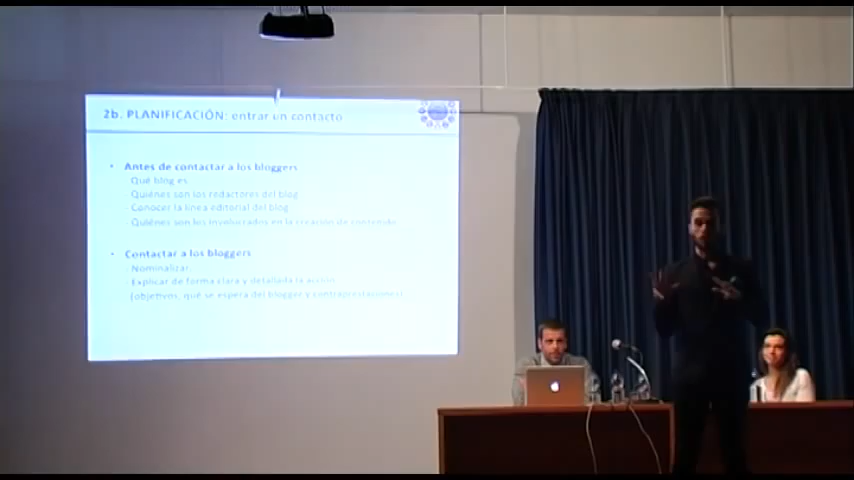 2b. PLANIFICACIÓN: entrar un contacto
• Antes de contactar a los bloggers
- Qué blog es
- Quiénes son los redactores del blog
- Conocer la línea editorial del blog
- Quiénes son los involucrados en la creación de contenido
• Contactar a los bloggers
- Nominalizar
- Explicar de forma clara y detallada la acción
(objetivos, qué se espera del blogger y contraprestaciones)